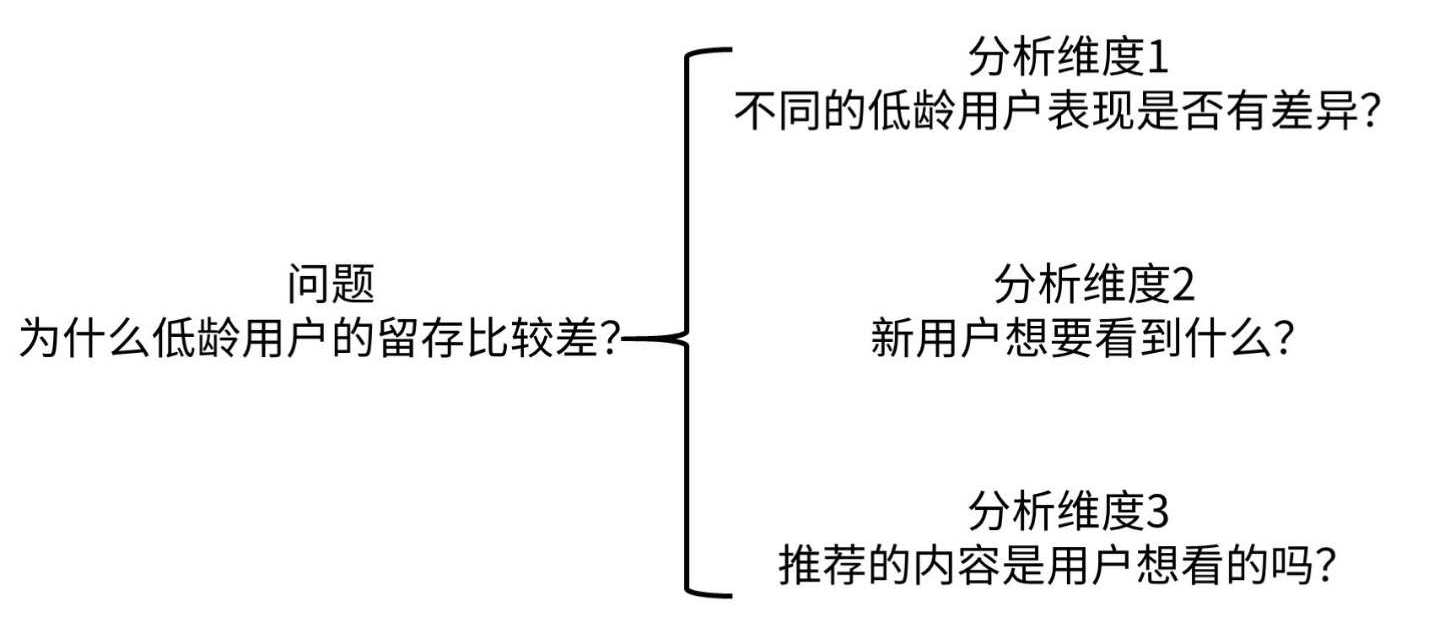 问题
为什么低龄用户的留存比较差?
分析维度1
不同的低龄用户表现是否有差异?
分析维度2
新用户想要看到什么?
分析维度3
推荐的内容是用户想看的吗?